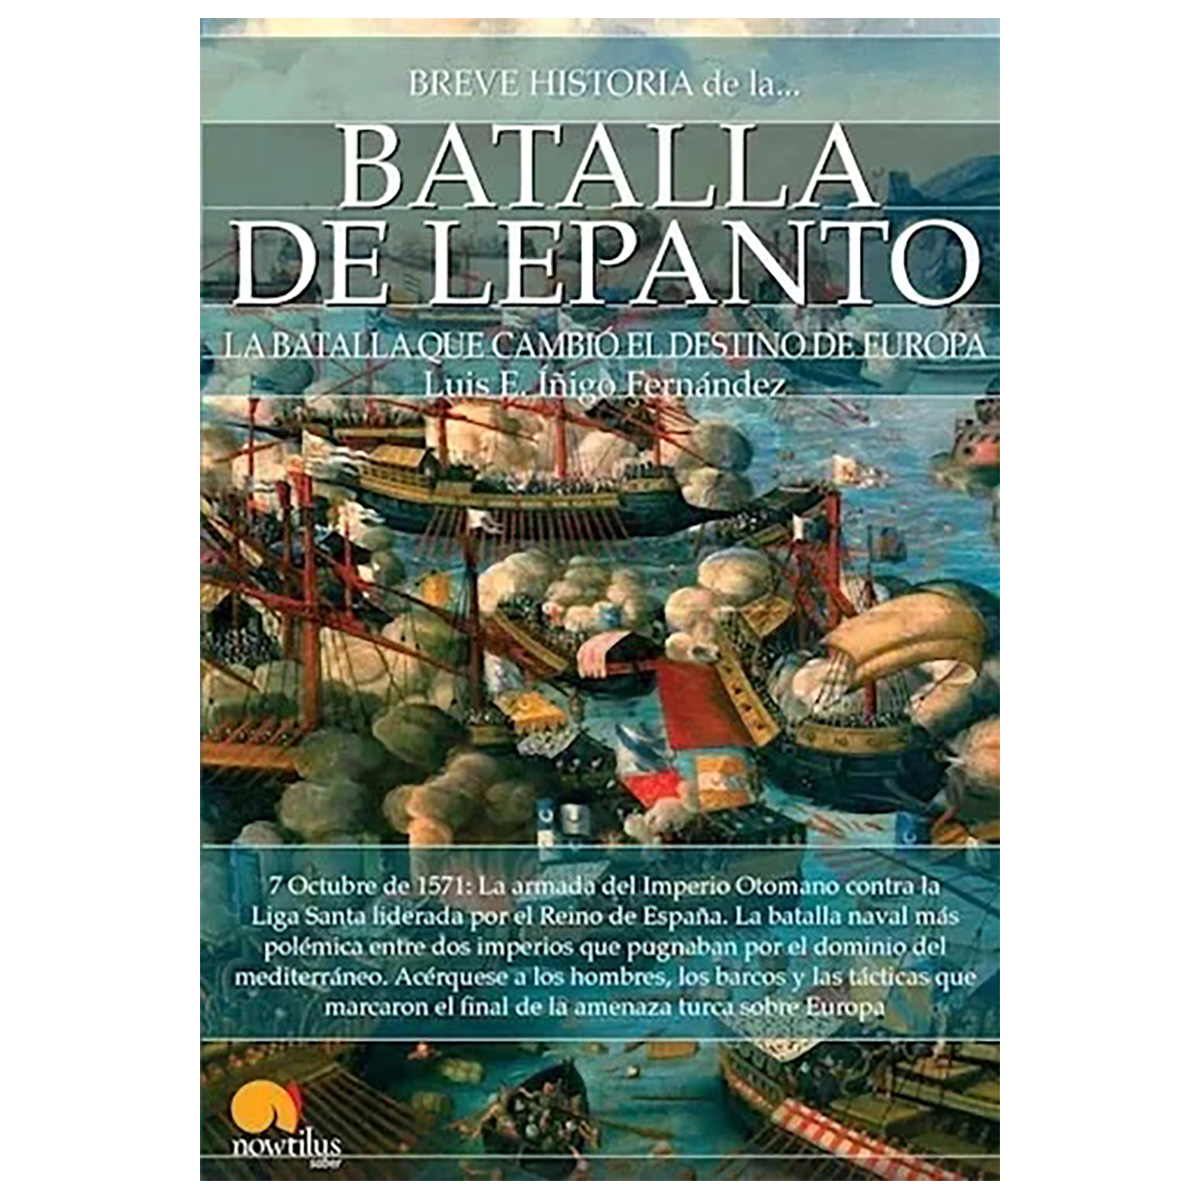 BREVE HISTORIA de la...
BATALLA
DE LEPANTO
LA BATALLA QUE CAMBIÓ EL DESTINO DE EUROPA
Luis E. Íñigo Fernández
7 Octubre de 1571: La armada del Imperio Otomano contra la
Liga Santa liderada por el Reino de España. La batalla naval más
polémica entre dos imperios que pugnaban por el dominio del
mediterráneo. Acérquese a los hombres, los barcos y las tácticas que
marcaron el final de la amenaza turca sobre Europa
nowtilus
saber